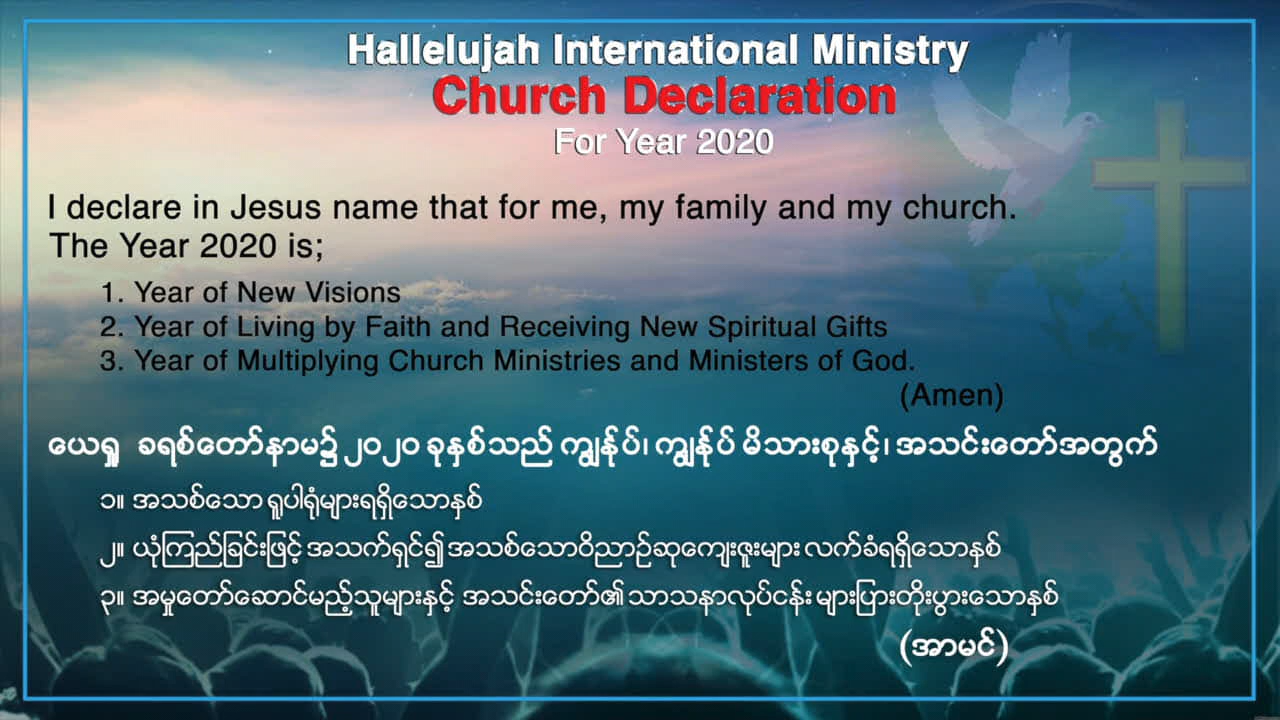 Hallelujah International Ministry
Church Declaration
For Year 2020
I declare in Jesus name that for me, my family and my church.
The Year 2020 is;
1. Year of New Visions
2. Year of Living by Faith and Receiving New Spiritual Gifts
3. Year of Multiplying Church Ministries and Ministers of God.
(Amen)
ယေရှု ခရစ်တော်နာမ၌ ၂၀၂၀ ခုနှစ်သည် ကျွန်ုပ်၊ ကျွန်ုပ် မိသားစုနှင့်၊ အသင်းတော်အတွက်
၁။ အသစ်သော ရူပါရုံများရရှိသောနှစ်
၂။ ယုံကြည်ခြင်းဖြင့် အသက်ရှင်၍ အသစ်သောဝိညာဉ်ဆုကျေးဇူးများ လက်ခံရရှိသောနှစ်
၃။ အမှုတော်ဆောင်မည့်သူများနှင့် အသင်းတော်၏ သာသနာလုပ်ငန်း များပြားတိုးပွားသောနှစ်
(အာမင်)